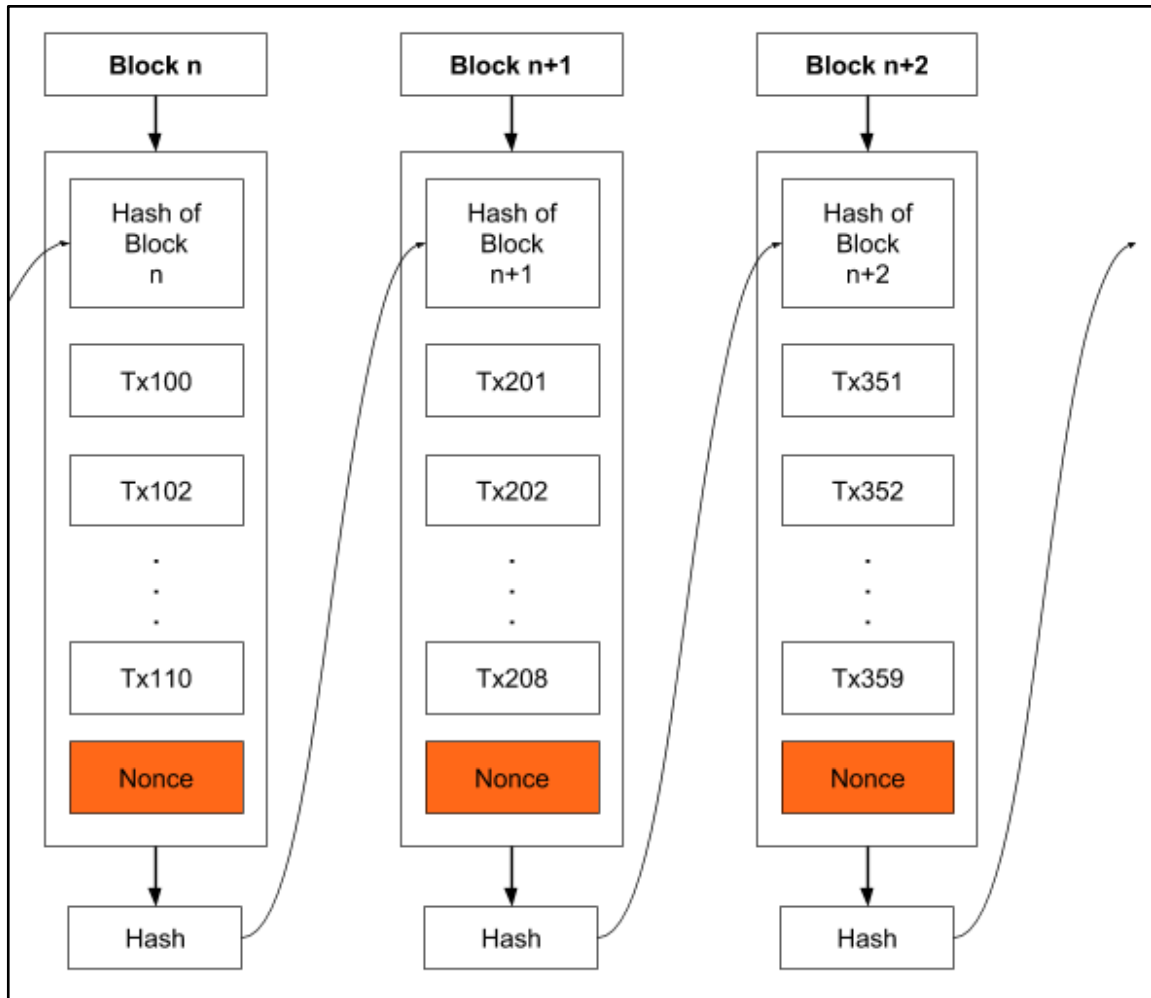 Block n
Hash of
Block
n
Tx100
Tx102
.
.
.
Tx110
Nonce
Hash
Block n+1
Hash of
Block
n+1
Tx201
Tx202
.
.
.
Tx208
Nonce
Hash
Block n+2
Hash of
Block
n+2
Tx351
Tx352
.
.
.
Tx359
Nonce
Hash